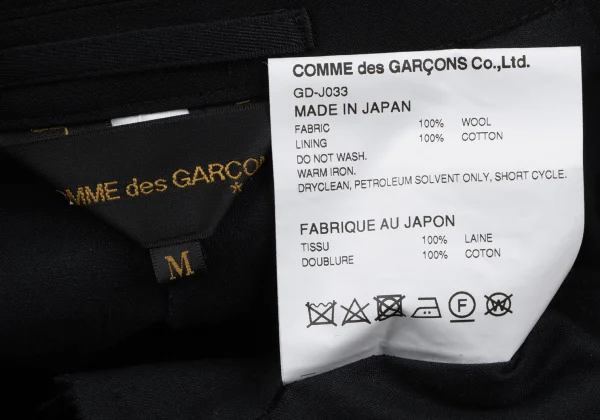 OMME des GARÇO
M
COMME des GARÇONS Co.,Ltd.
GD-J033
MADE IN JAPAN
FABRIC 100% WOOL
LINING 100% COTTON
DO NOT WASH.
WARM IRON.
DRYCLEAN, PETROLEUM SOLVENT ONLY, SHORT CYCLE.
FABRIQUE AU JAPON
TISSU 100% LAINE
DOUBLURE 100% COTON
F
W